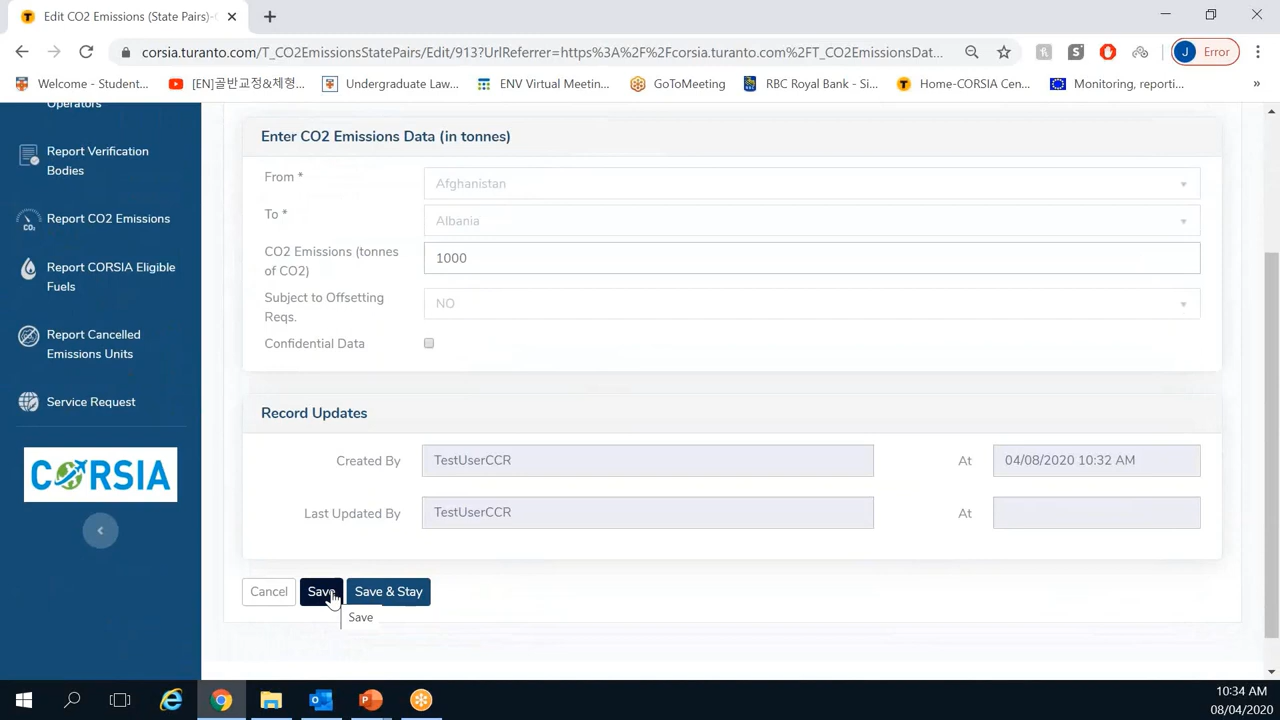 Edit CO2 Emissions (State Pairs)-
corsia.turanto.com/T_CO2EmissionsStatePairs/Edit/913?UrlReferrer=https%3A%2F%2Fcorsia.turanto.com%2FT_CO2EmissionsDat...
J Error
Welcome - Student...
[EN]골반교정&체형...
Undergraduate Law...
ENV Virtual Meetin...
GoToMeeting
RBC Royal Bank - Si...
Home-CORSIA Cen...
Monitoring, reporti...
»
Operators
Report Verification
Bodies
Report CO2 Emissions
Report CORSIA Eligible
Fuels
Report Cancelled
Emissions Units
Service Request
CORSIA
Enter CO2 Emissions Data (in tonnes)
From * Afghanistan
To * Albania
CO2 Emissions (tonnes
of CO2) 1000
Subject to Offsetting
Reqs. NO
Confidential Data
Record Updates
Created By TestUserCCR At 04/08/2020 10:32 AM
Last Updated By TestUserCCR At
Cancel Save Save & Stay
Save
10:34 AM
08/04/2020